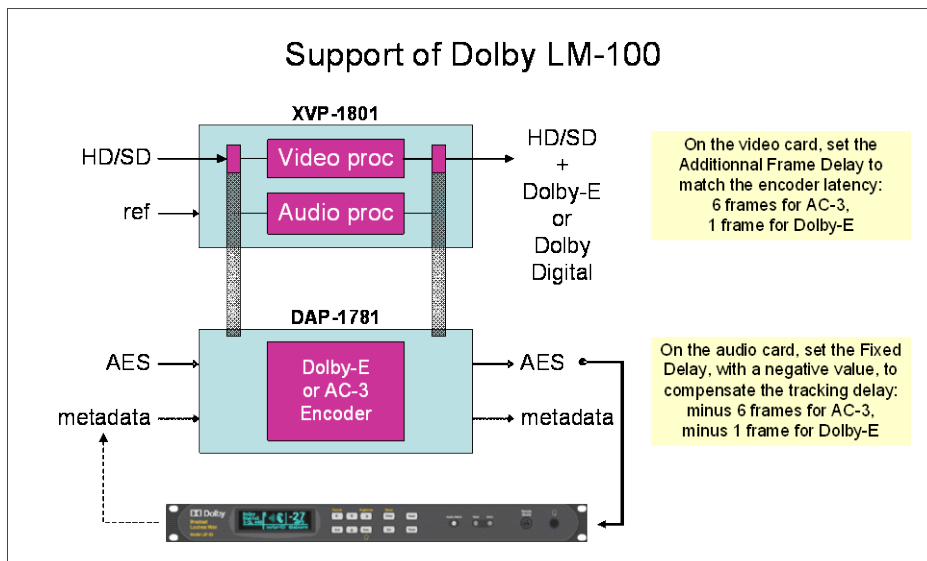 Support of Dolby LM-100
XVP-1801
HD/SD
Video proc
ref
Audio proc
HD/SD
+
Dolby-E
or
Dolby
Digital
On the video card, set the
Additionnal Frame Delay to
match the encoder latency:
6 frames for AC-3,
1 frame for Dolby-E
DAP-1781
AES
metadata
Dolby-E
or AC-3
Encoder
AES
metadata
On the audio card, set the Fixed
Delay, with a negative value, to
compensate the tracking delay:
minus 6 frames for AC-3,
minus 1 frame for Dolby-E
Dolby
-27